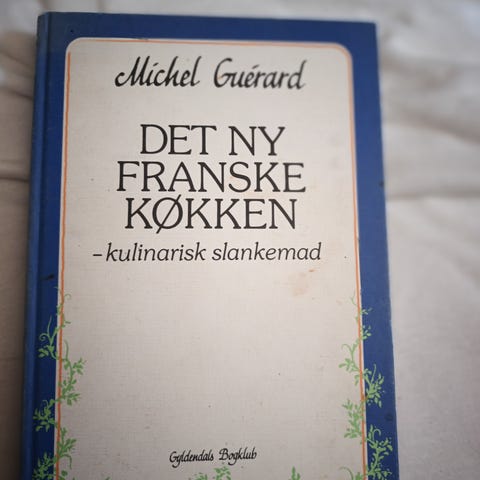 Michel Guérard
DET NY
FRANSKE
KØKKEN
– kulinarisk slankemad
Gyldendals Bogklub